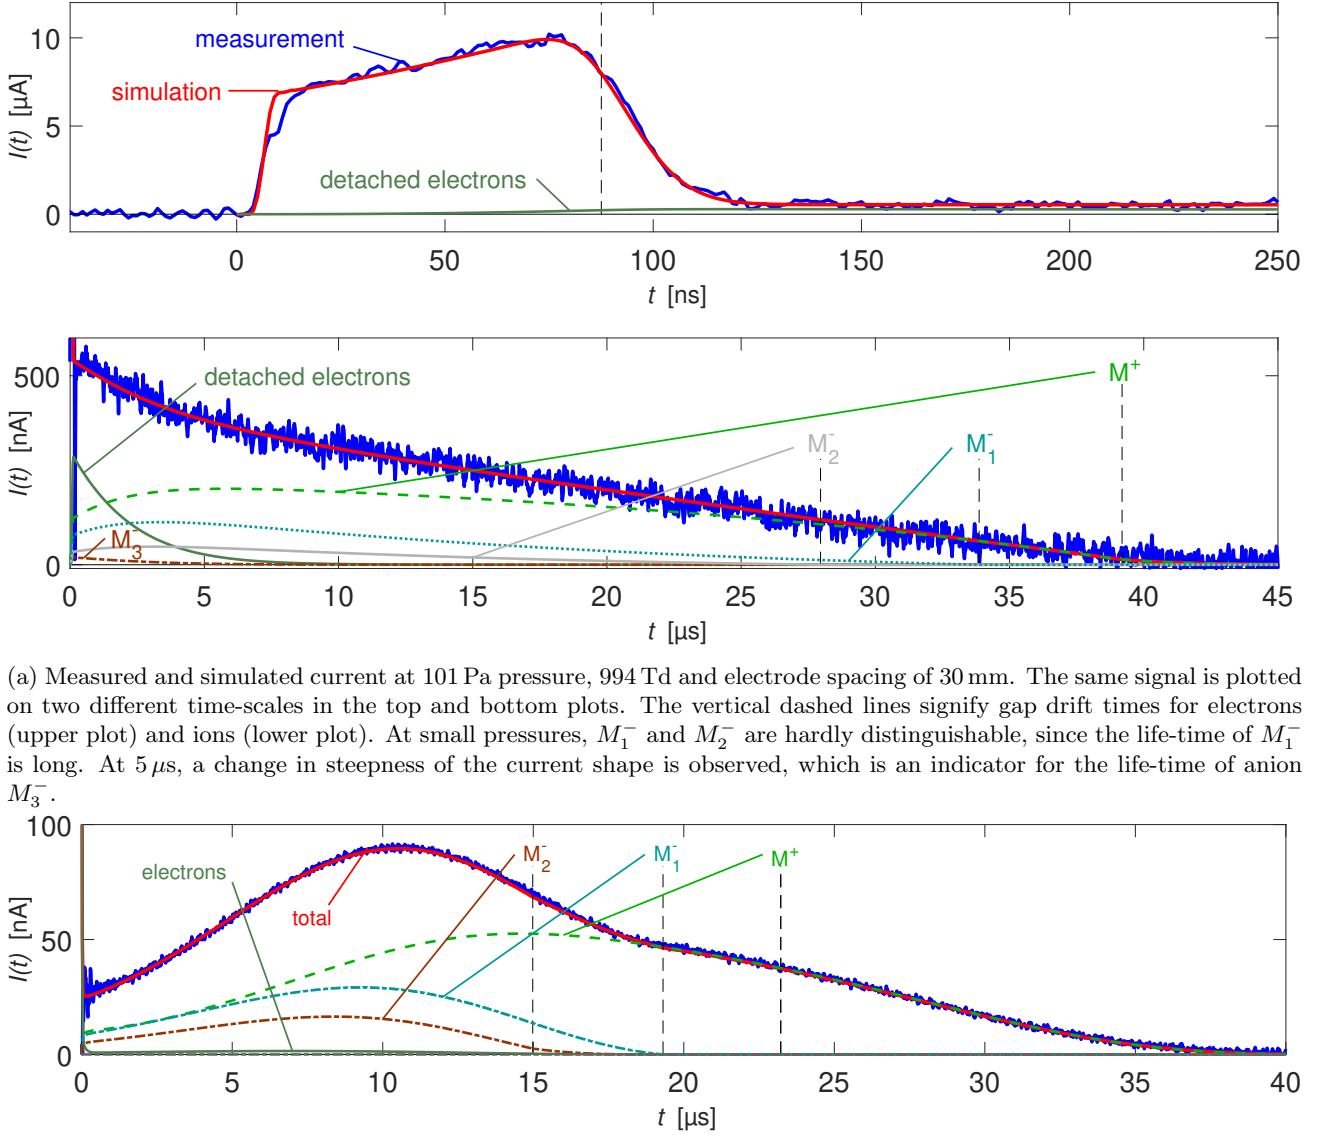 10
5
0
I(t) [µA]
measurement
simulation
detached electrons
0 50 100 150 200 250
t [ns]
500
0
I(t) [nA]
detached electrons
M+
M2-
M1-
M3-
0 5 10 15 20 25 30 35 40 45
t [µs]
(a) Measured and simulated current at 101 Pa pressure, 994 Td and electrode spacing of 30 mm. The same signal is plotted
on two different time-scales in the top and bottom plots. The vertical dashed lines signify gap drift times for electrons
(upper plot) and ions (lower plot). At small pressures, M1− and M2− are hardly distinguishable, since the life-time of M1−
is long. At 5 µs, a change in steepness of the current shape is observed, which is an indicator for the life-time of anion
M3−.
100
50
0
I(t) [nA]
electrons
total
M2-
M1-
M+
0 5 10 15 20 25 30 35 40
t [µs]